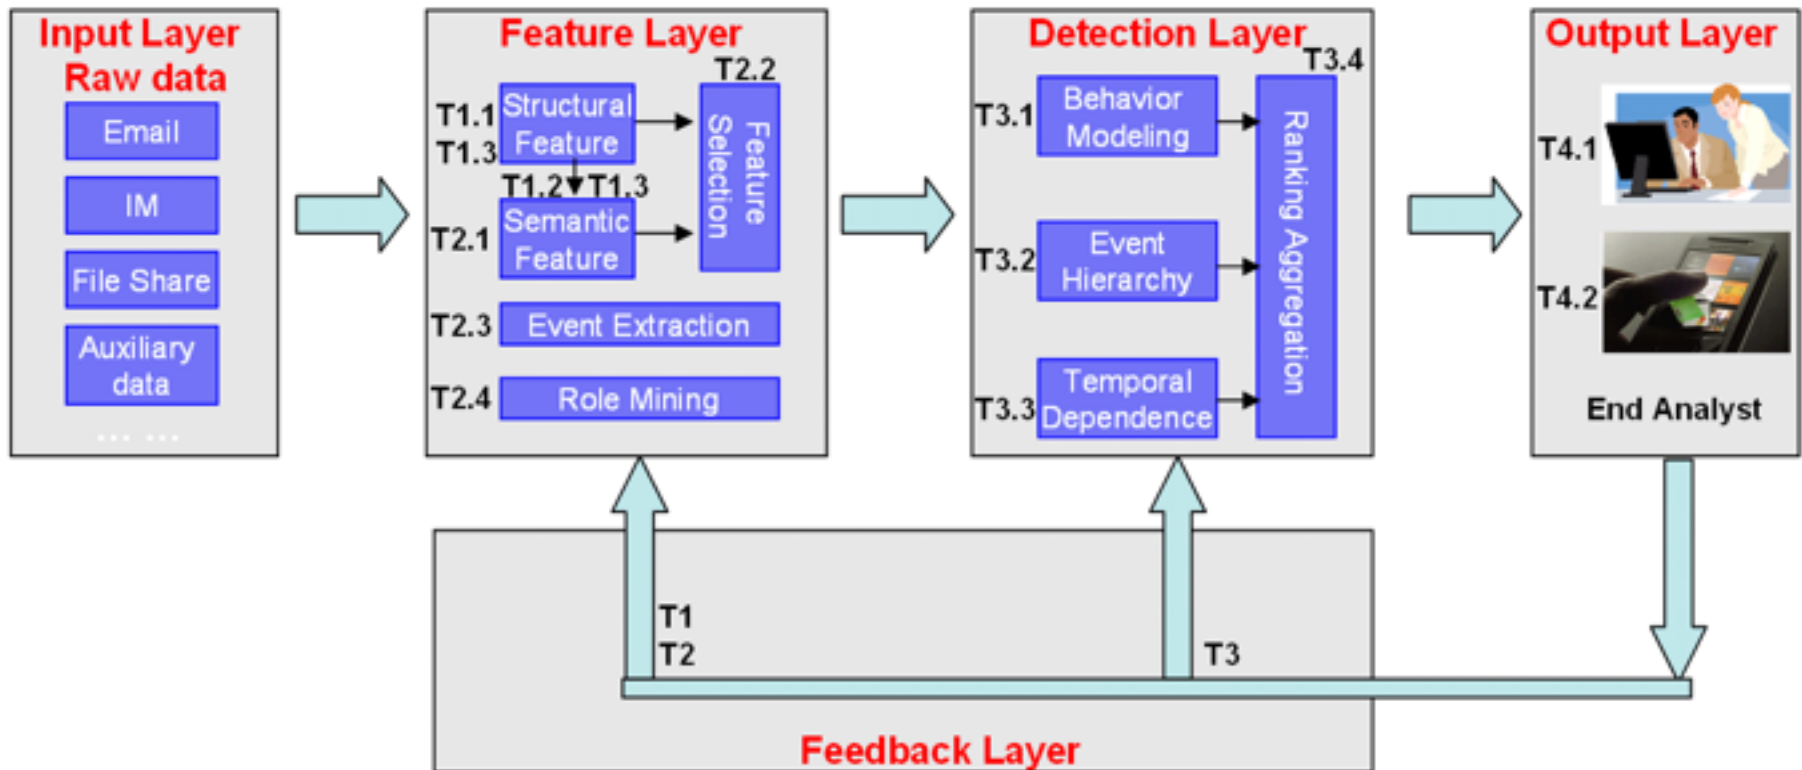 Input Layer
Raw data
Email
IM
File Share
Auxiliary
data
... ...
Feature Layer
T2.2
T1.1
T1.3
Structural
Feature
T1.2
T1.3
T2.1
Semantic
Feature
Feature
Selection
T2.3
Event Extraction
T2.4
Role Mining
Detection Layer
T3.4
T3.1
Behavior
Modeling
T3.2
Event
Hierarchy
T3.3
Temporal
Dependence
Ranking Aggregation
Output Layer
T4.1
T4.2
End Analyst
T1
T2
T3
Feedback Layer